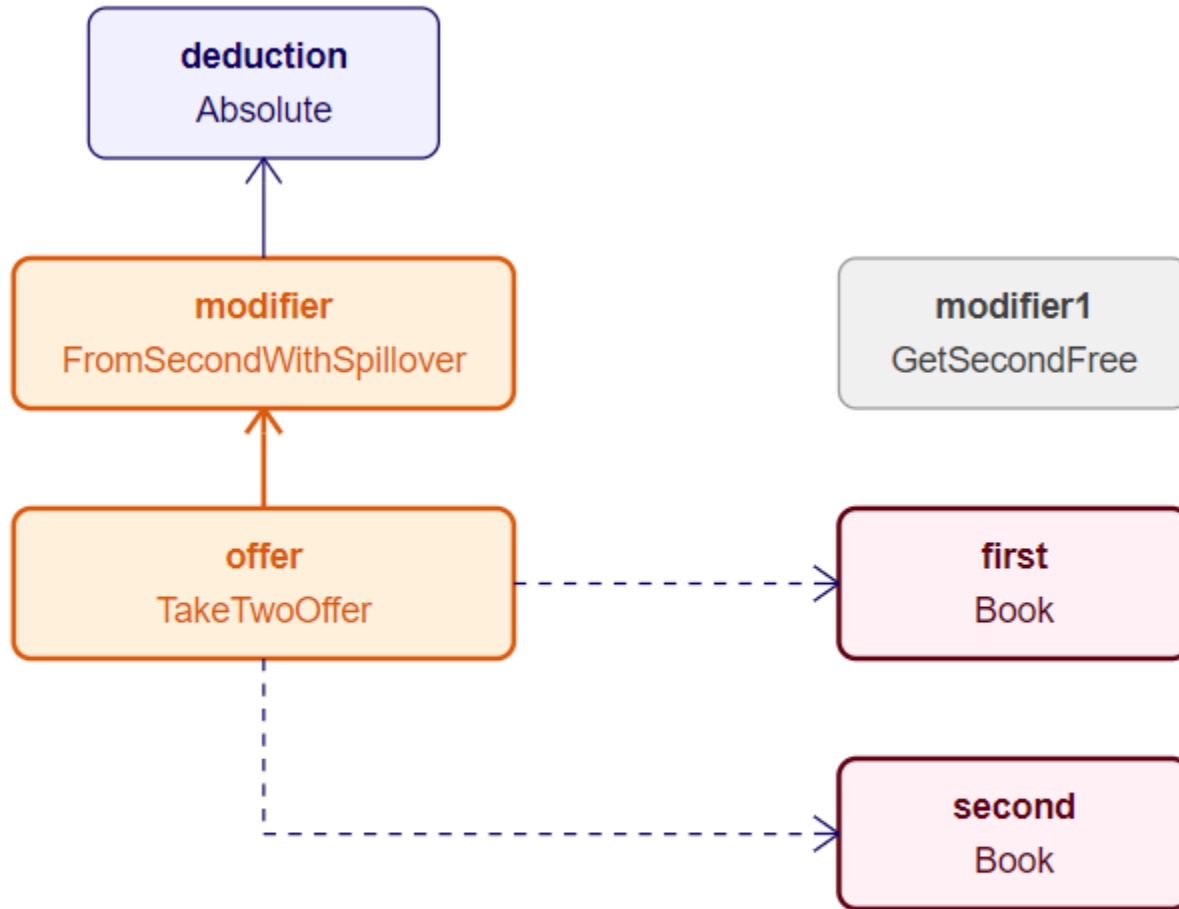 deduction
Absolute
modifier
FromSecondWithSpillover
modifier1
GetSecondFree
offer
TakeTwoOffer
first
Book
second
Book